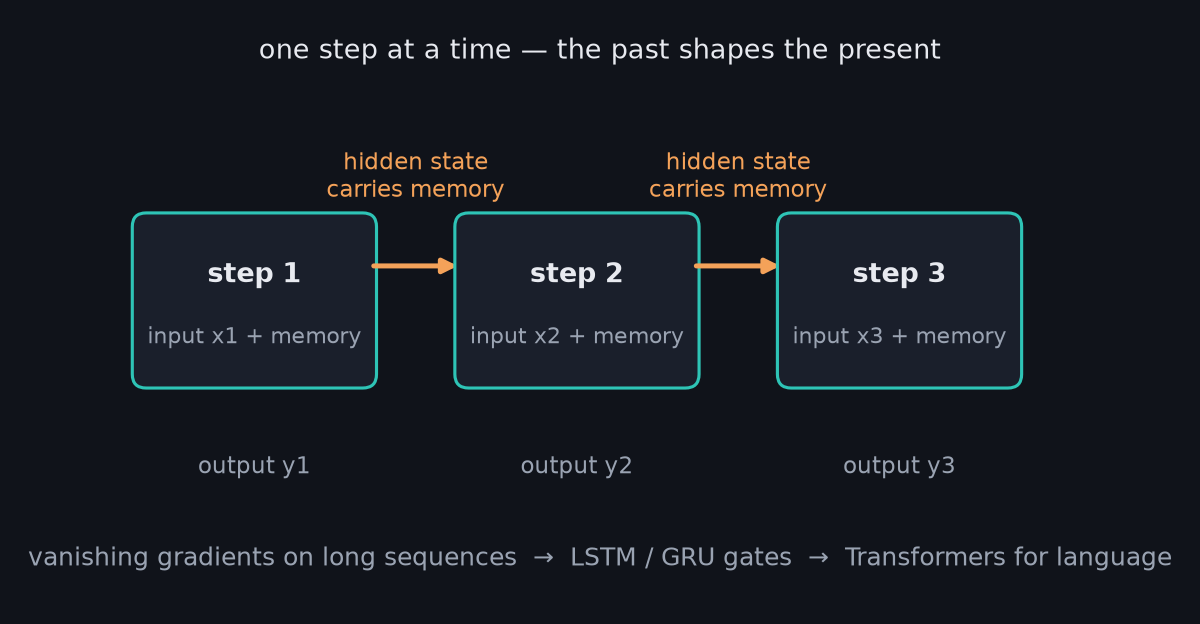 one step at a time — the past shapes the present
hidden state
carries memory
hidden state
carries memory
step 1
step 2
step 3
input x1 + memory
input x2 + memory
input x3 + memory
output y1
output y2
output y3
vanishing gradients on long sequences → LSTM / GRU gates → Transformers for language